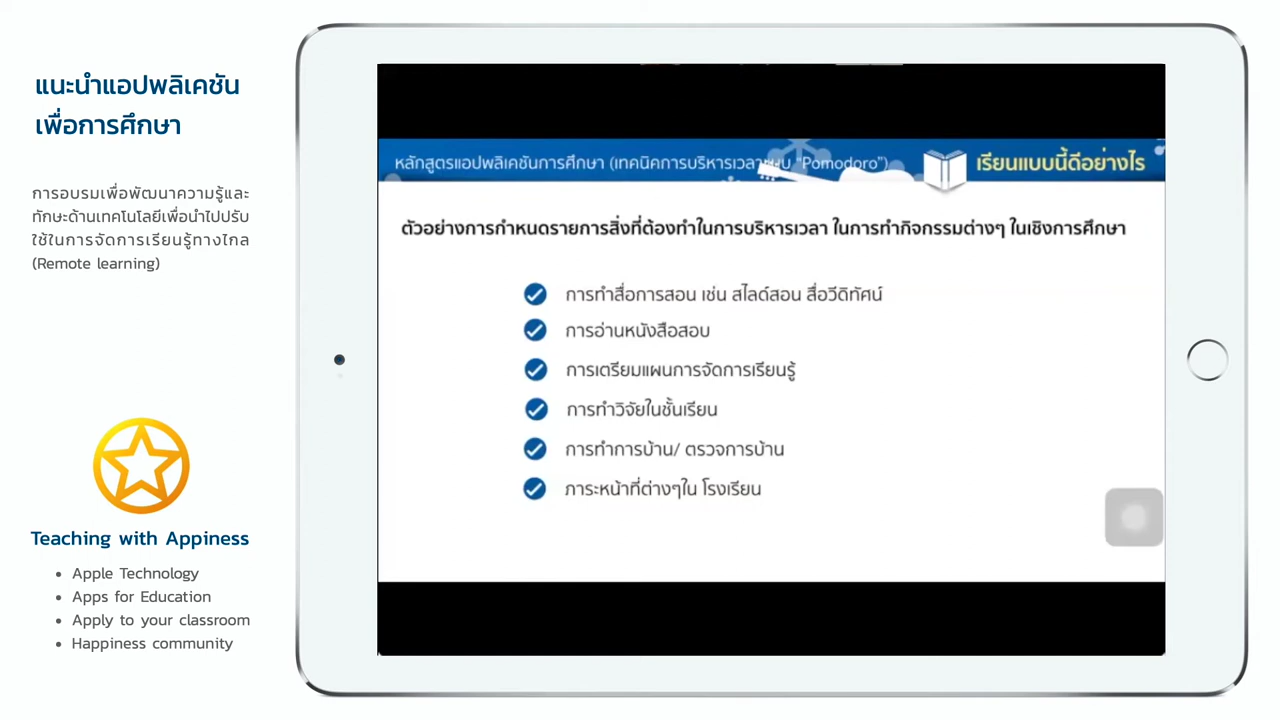 แนะนำแอปพลิเคชัน
เพื่อการศึกษา
การอบรมเพื่อพัฒนาความรู้และ
ทักษะด้านเทคโนโลยีเพื่อนำไปปรับ
ใช้ในการจัดการเรียนรู้ทางไกล
(Remote learning)
Teaching with Appiness
• Apple Technology
• Apps for Education
• Apply to your classroom
• Happiness community
หลักสูตรแอปพลิเคชันการศึกษา (เทคนิคการบริหารเวลาแบบ "Pomodoro")
เรียนแบบนี้ดีอย่างไร
ตัวอย่างการกำหนดรายการสิ่งที่ต้องทำในการบริหารเวลา ในการทำกิจกรรมต่างๆ ในเชิงการศึกษา
การทำสื่อการสอน เช่น สไลด์สอน สื่อวีดิทัศน์
การอ่านหนังสือสอบ
การเตรียมแผนการจัดการเรียนรู้
การทำวิจัยในชั้นเรียน
การทำการบ้าน/ ตรวจการบ้าน
ภาระหน้าที่ต่างๆใน โรงเรียน